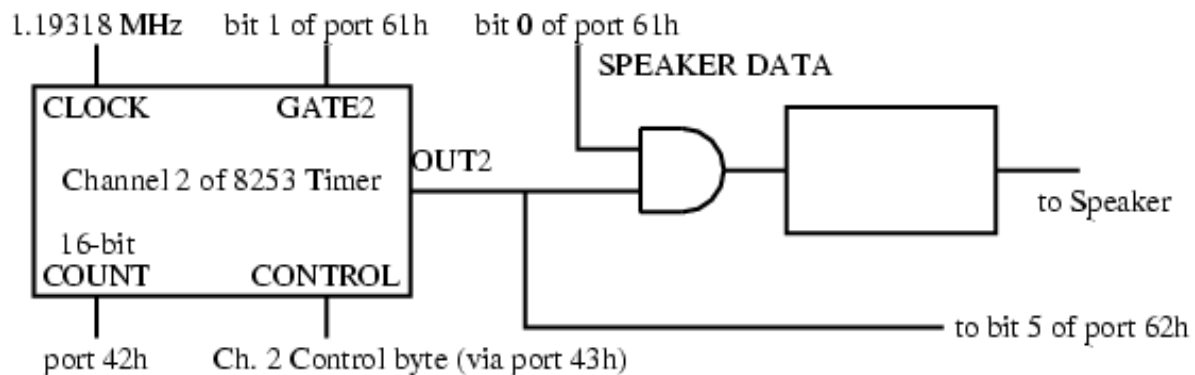 1.19318 MHz bit 1 of port 61h bit 0 of port 61h
SPEAKER DATA
CLOCK GATE2
OUT2
Channel 2 of 8253 Timer
to Speaker
16-bit
COUNT CONTROL
to bit 5 of port 62h
port 42h Ch. 2 Control byte (via port 43h)